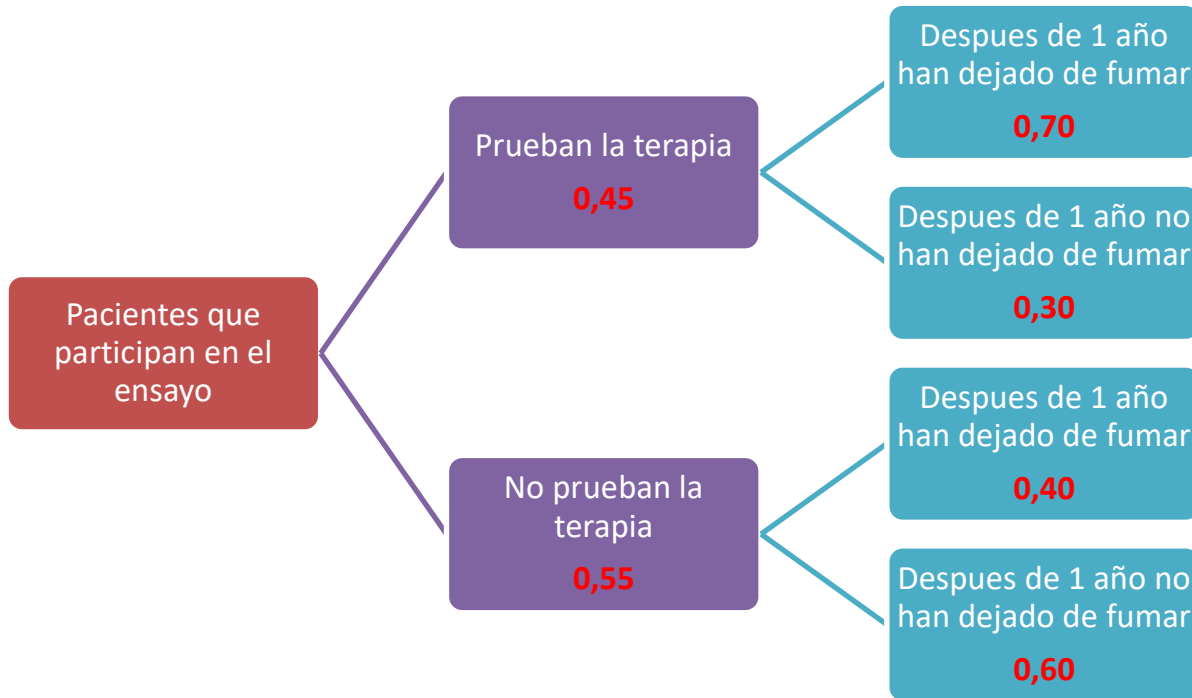 Pacientes que
participan en el
ensayo
Prueban la terapia
0,45
Despues de 1 año
han dejado de fumar
0,70
Despues de 1 año no
han dejado de fumar
0,30
No prueban la
terapia
0,55
Despues de 1 año
han dejado de fumar
0,40
Despues de 1 año no
han dejado de fumar
0,60